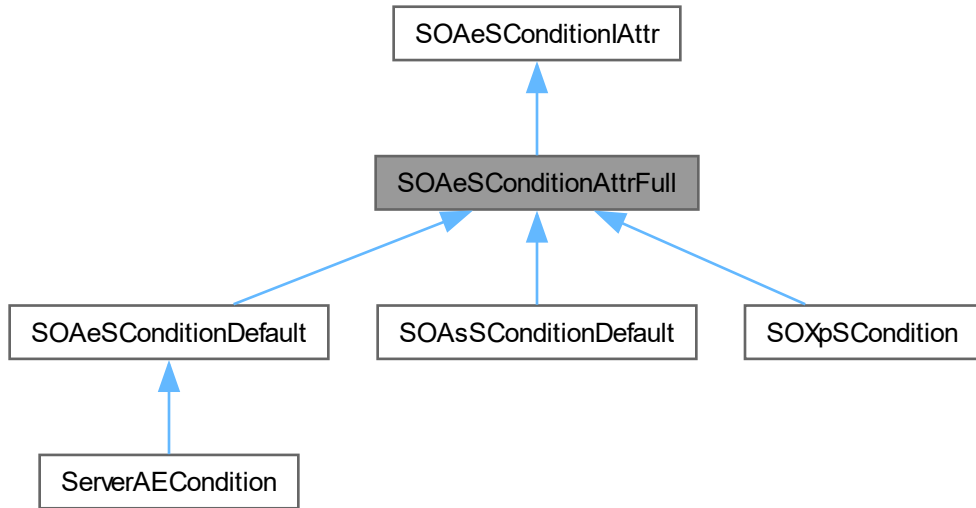 SOAeSConditionIAttr
SOAeSConditionAttrFull
SOAeSConditionDefault
SOAsSConditionDefault
SOXpSCondition
ServerAECondition